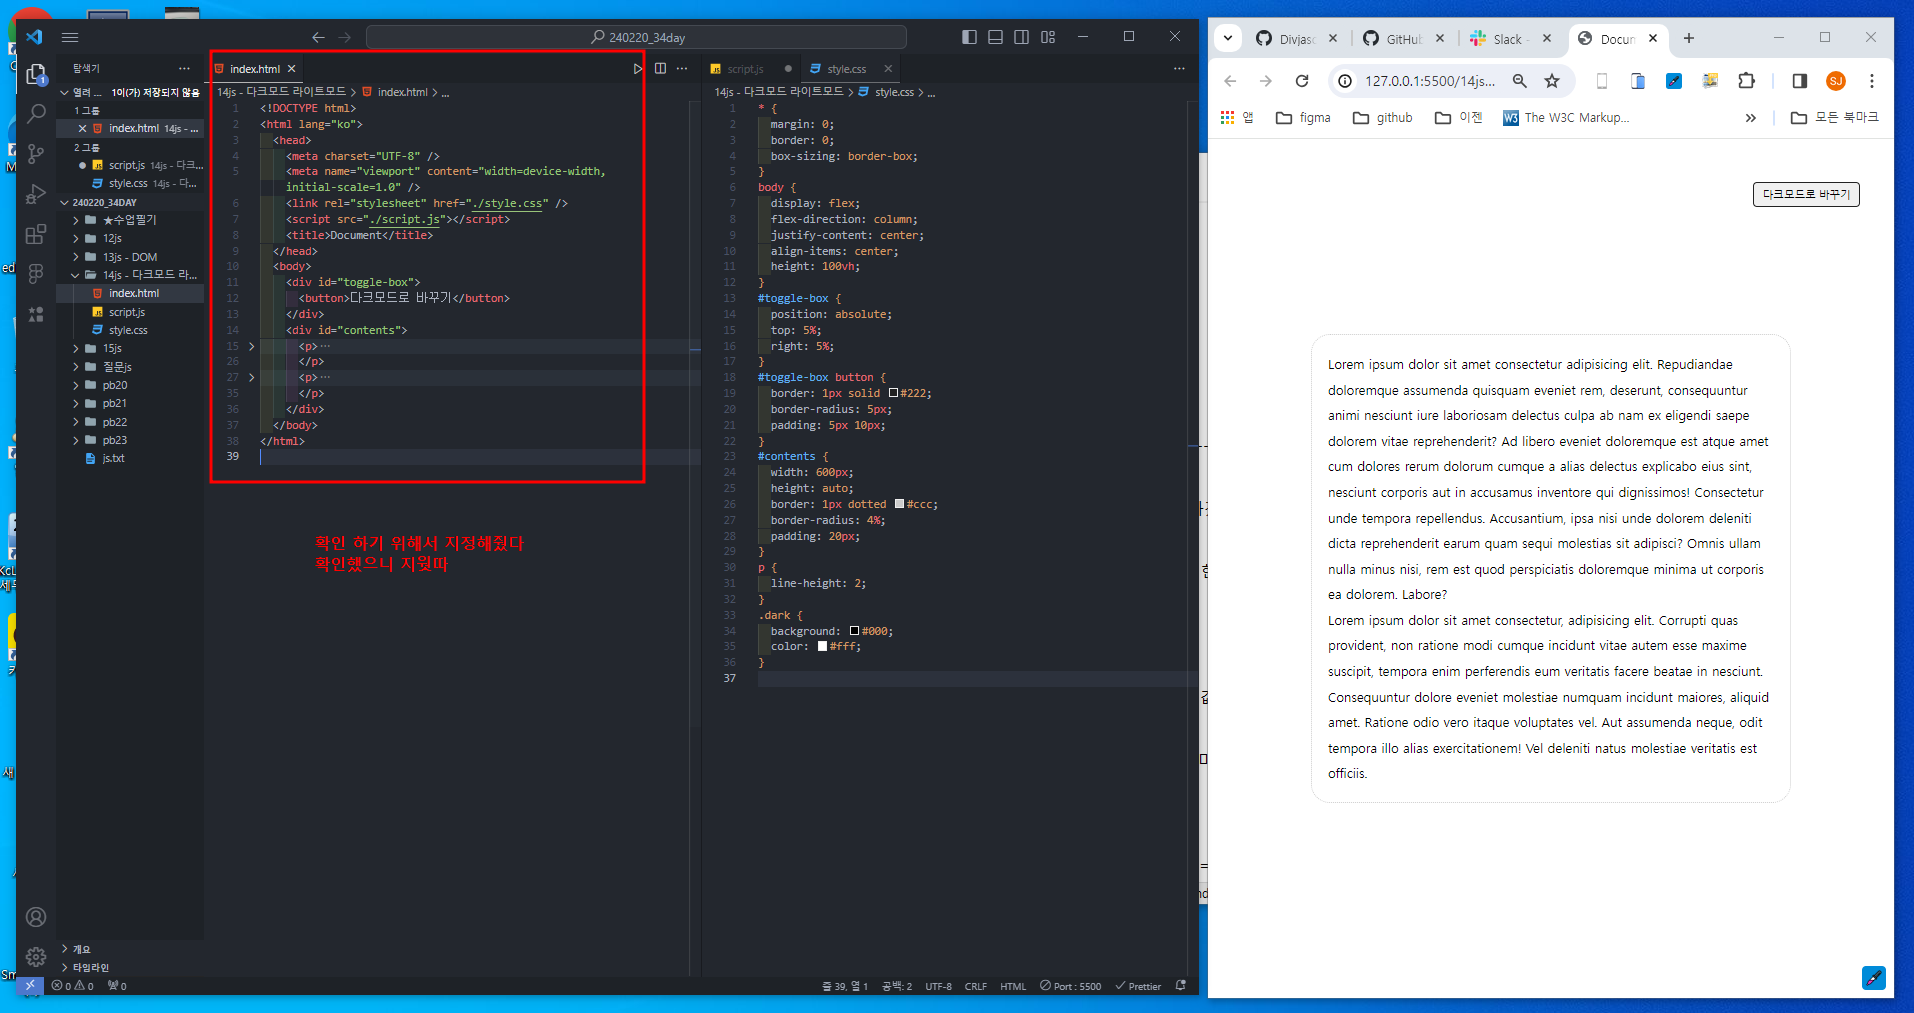 240220_34day
탐색기
열려 ... 1이(가) 저장되지 않음
1 그룹
index.html 14js - ...
2 그룹
script.js 14js - 다크...
style.css 14js - 다...
240220_34DAY
★수업필기
12js
13js - DOM
14js - 다크모드 라...
index.html
script.js
style.css
15js
질문js
pb20
pb21
pb22
pb23
js.txt
개요
타임라인
index.html
14js - 다크모드 라이트모드 > index.html > ...
1 <!DOCTYPE html>
2 <html lang="ko">
3 <head>
4 <meta charset="UTF-8" />
5 <meta name="viewport" content="width=device-width,
initial-scale=1.0" />
6 <link rel="stylesheet" href="./style.css" />
7 <script src="./script.js"></script>
8 <title>Document</title>
9 </head>
10 <body>
11 <div id="toggle-box">
12 <button>다크모드로 바꾸기</button>
13 </div>
14 <div id="contents">
15 <p>...
26 </p>
27 <p>...
35 </p>
36 </div>
37 </body>
38 </html>
39
확인 하기 위해서 지정해줬다
확인했으니 지웟따
script.js
style.css
14js - 다크모드 라이트모드 > style.css > ...
1 * {
2 margin: 0;
3 border: 0;
4 box-sizing: border-box;
5 }
6 body {
7 display: flex;
8 flex-direction: column;
9 justify-content: center;
10 align-items: center;
11 height: 100vh;
12 }
13 #toggle-box {
14 position: absolute;
15 top: 5%;
16 right: 5%;
17 }
18 #toggle-box button {
19 border: 1px solid #222;
20 border-radius: 5px;
21 padding: 5px 10px;
22 }
23 #contents {
24 width: 600px;
25 height: auto;
26 border: 1px dotted #ccc;
27 border-radius: 4%;
28 padding: 20px;
29 }
30 p {
31 line-height: 2;
32 }
33 .dark {
34 background: #000;
35 color: #fff;
36 }
37
0 0 0
줄 39, 열 1 공백: 2 UTF-8 CRLF HTML Port : 5500 Prettier
Divjasc
GitHub
Slack -
Docum
127.0.0.1:5500/14js...
SJ
앱 figma github 이젠 The W3C Markup... » 모든 북마크
다크모드로 바꾸기
Lorem ipsum dolor sit amet consectetur adipisicing elit. Repudiandae
doloremque assumenda quisquam eveniet rem, deserunt, consequuntur
animi nesciunt iure laboriosam delectus culpa ab nam ex eligendi saepe
dolorem vitae reprehenderit? Ad libero eveniet doloremque est atque amet
cum dolores rerum dolorum cumque a alias delectus explicabo eius sint,
nesciunt corporis aut in accusamus inventore qui dignissimos! Consectetur
unde tempora repellendus. Accusantium, ipsa nisi unde dolorem deleniti
dicta reprehenderit earum quam sequi molestias sit adipisci? Omnis ullam
nulla minus nisi, rem est quod perspiciatis doloremque minima ut corporis
ea dolorem. Labore?
Lorem ipsum dolor sit amet consectetur, adipisicing elit. Corrupti quas
provident, non ratione modi cumque incidunt vitae autem esse maxime
suscipit, tempora enim perferendis eum veritatis facere beatae in nesciunt.
Consequuntur dolore eveniet molestiae numquam incidunt maiores, aliquid
amet. Ratione odio vero itaque voluptates vel. Aut assumenda neque, odit
tempora illo alias exercitationem! Vel deleniti natus molestiae veritatis est
officiis.